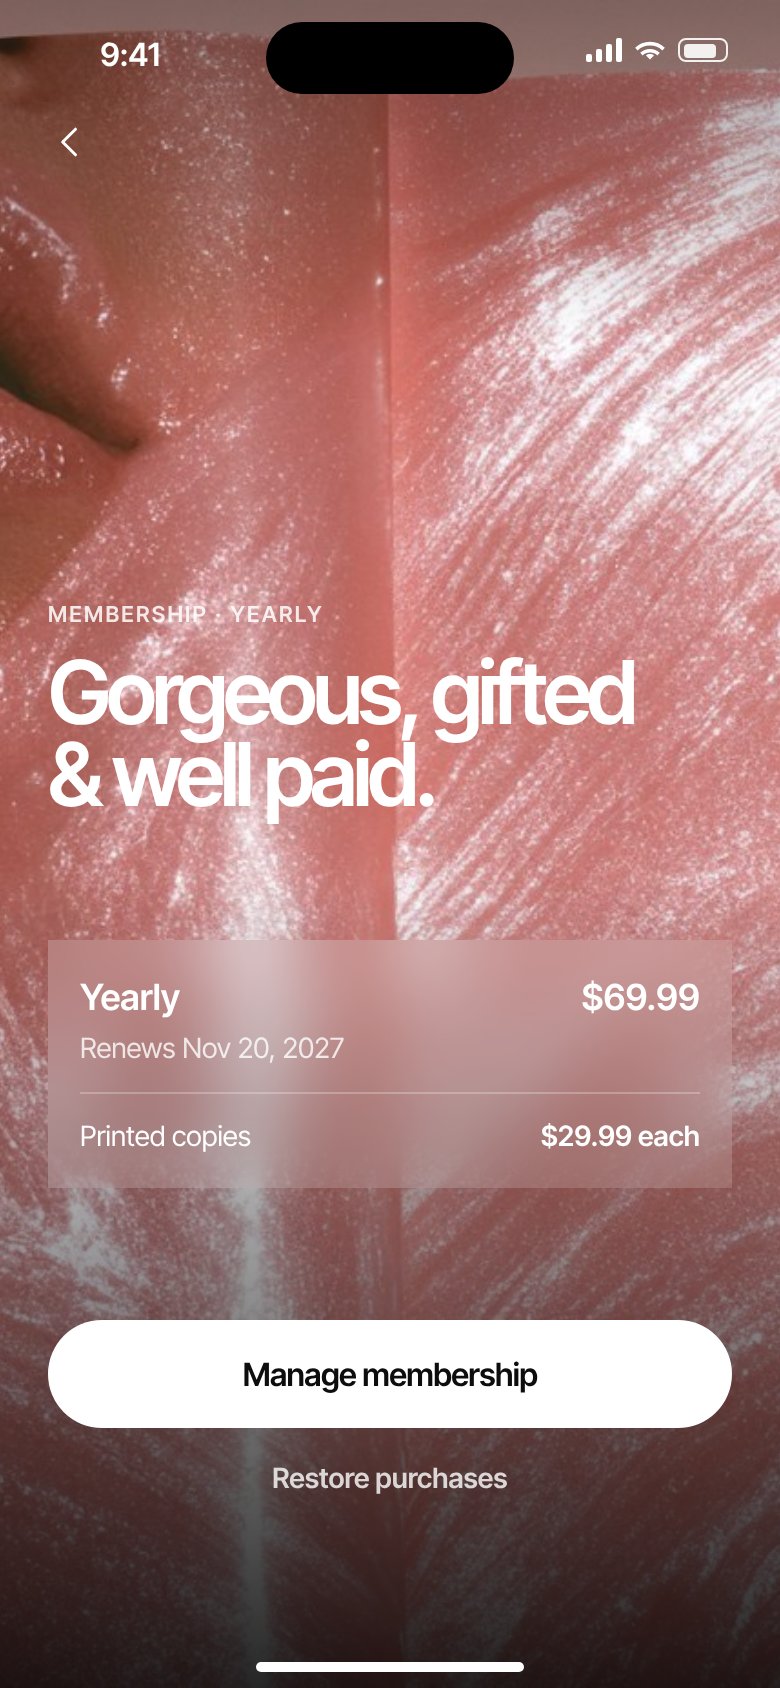 9:41
MEMBERSHIP · YEARLY
Gorgeous, gifted
& well paid.
Yearly $69.99
Renews Nov 20, 2027
Printed copies $29.99 each
Manage membership
Restore purchases